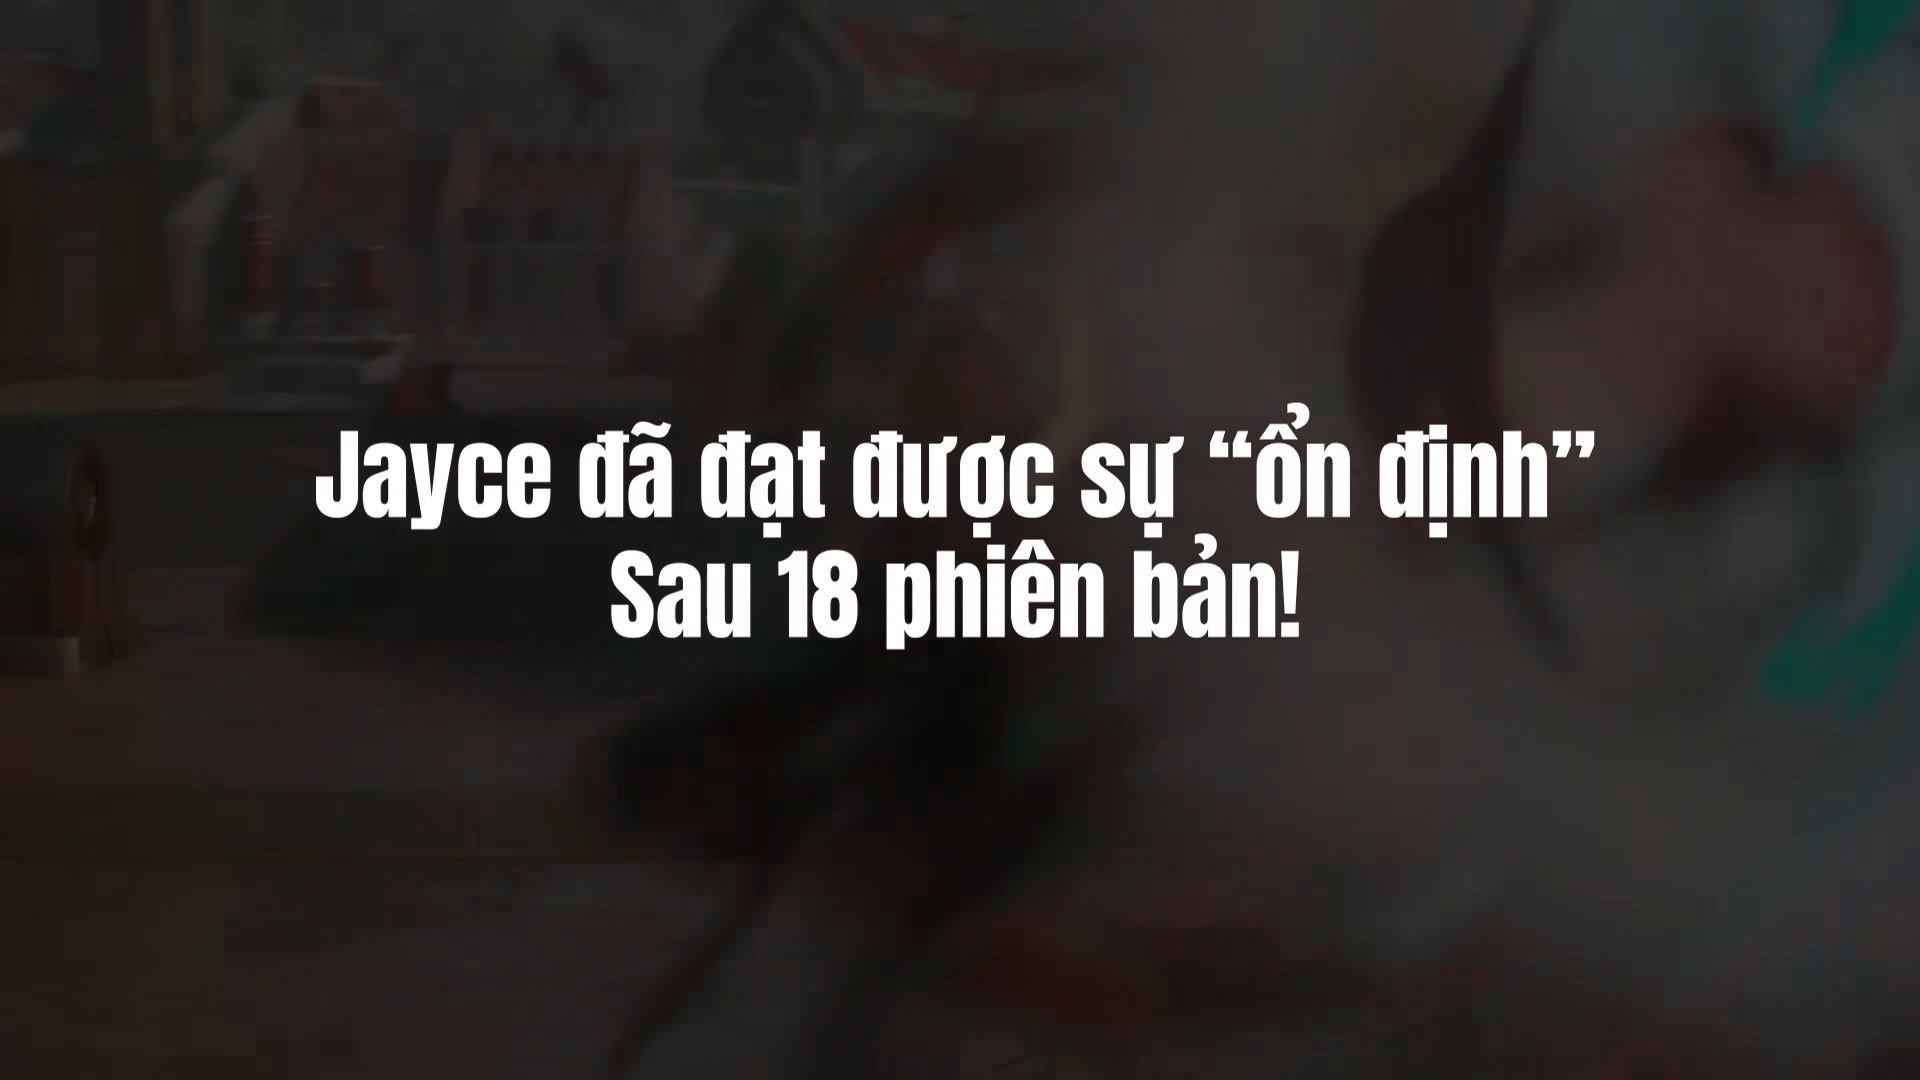 Jayce đã đạt được sự “ổn định”
Sau 18 phiên bản!